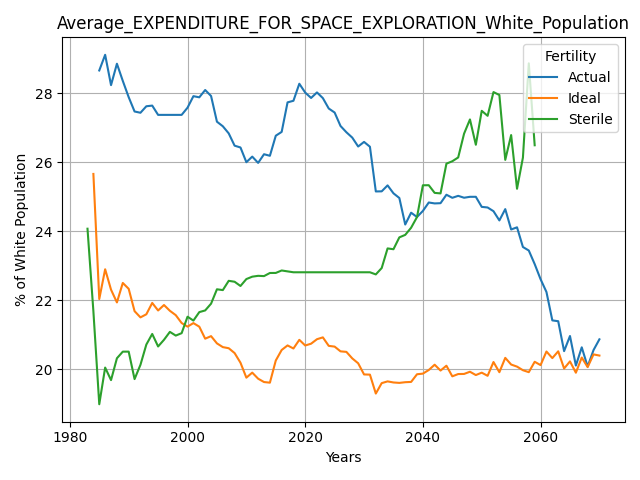 Average_EXPENDITURE_FOR_SPACE_EXPLORATION_White_Population
Fertility
Actual
Ideal
Sterile
% of White Population
28
26
24
22
20
1980
2000
2020
2040
2060
Years